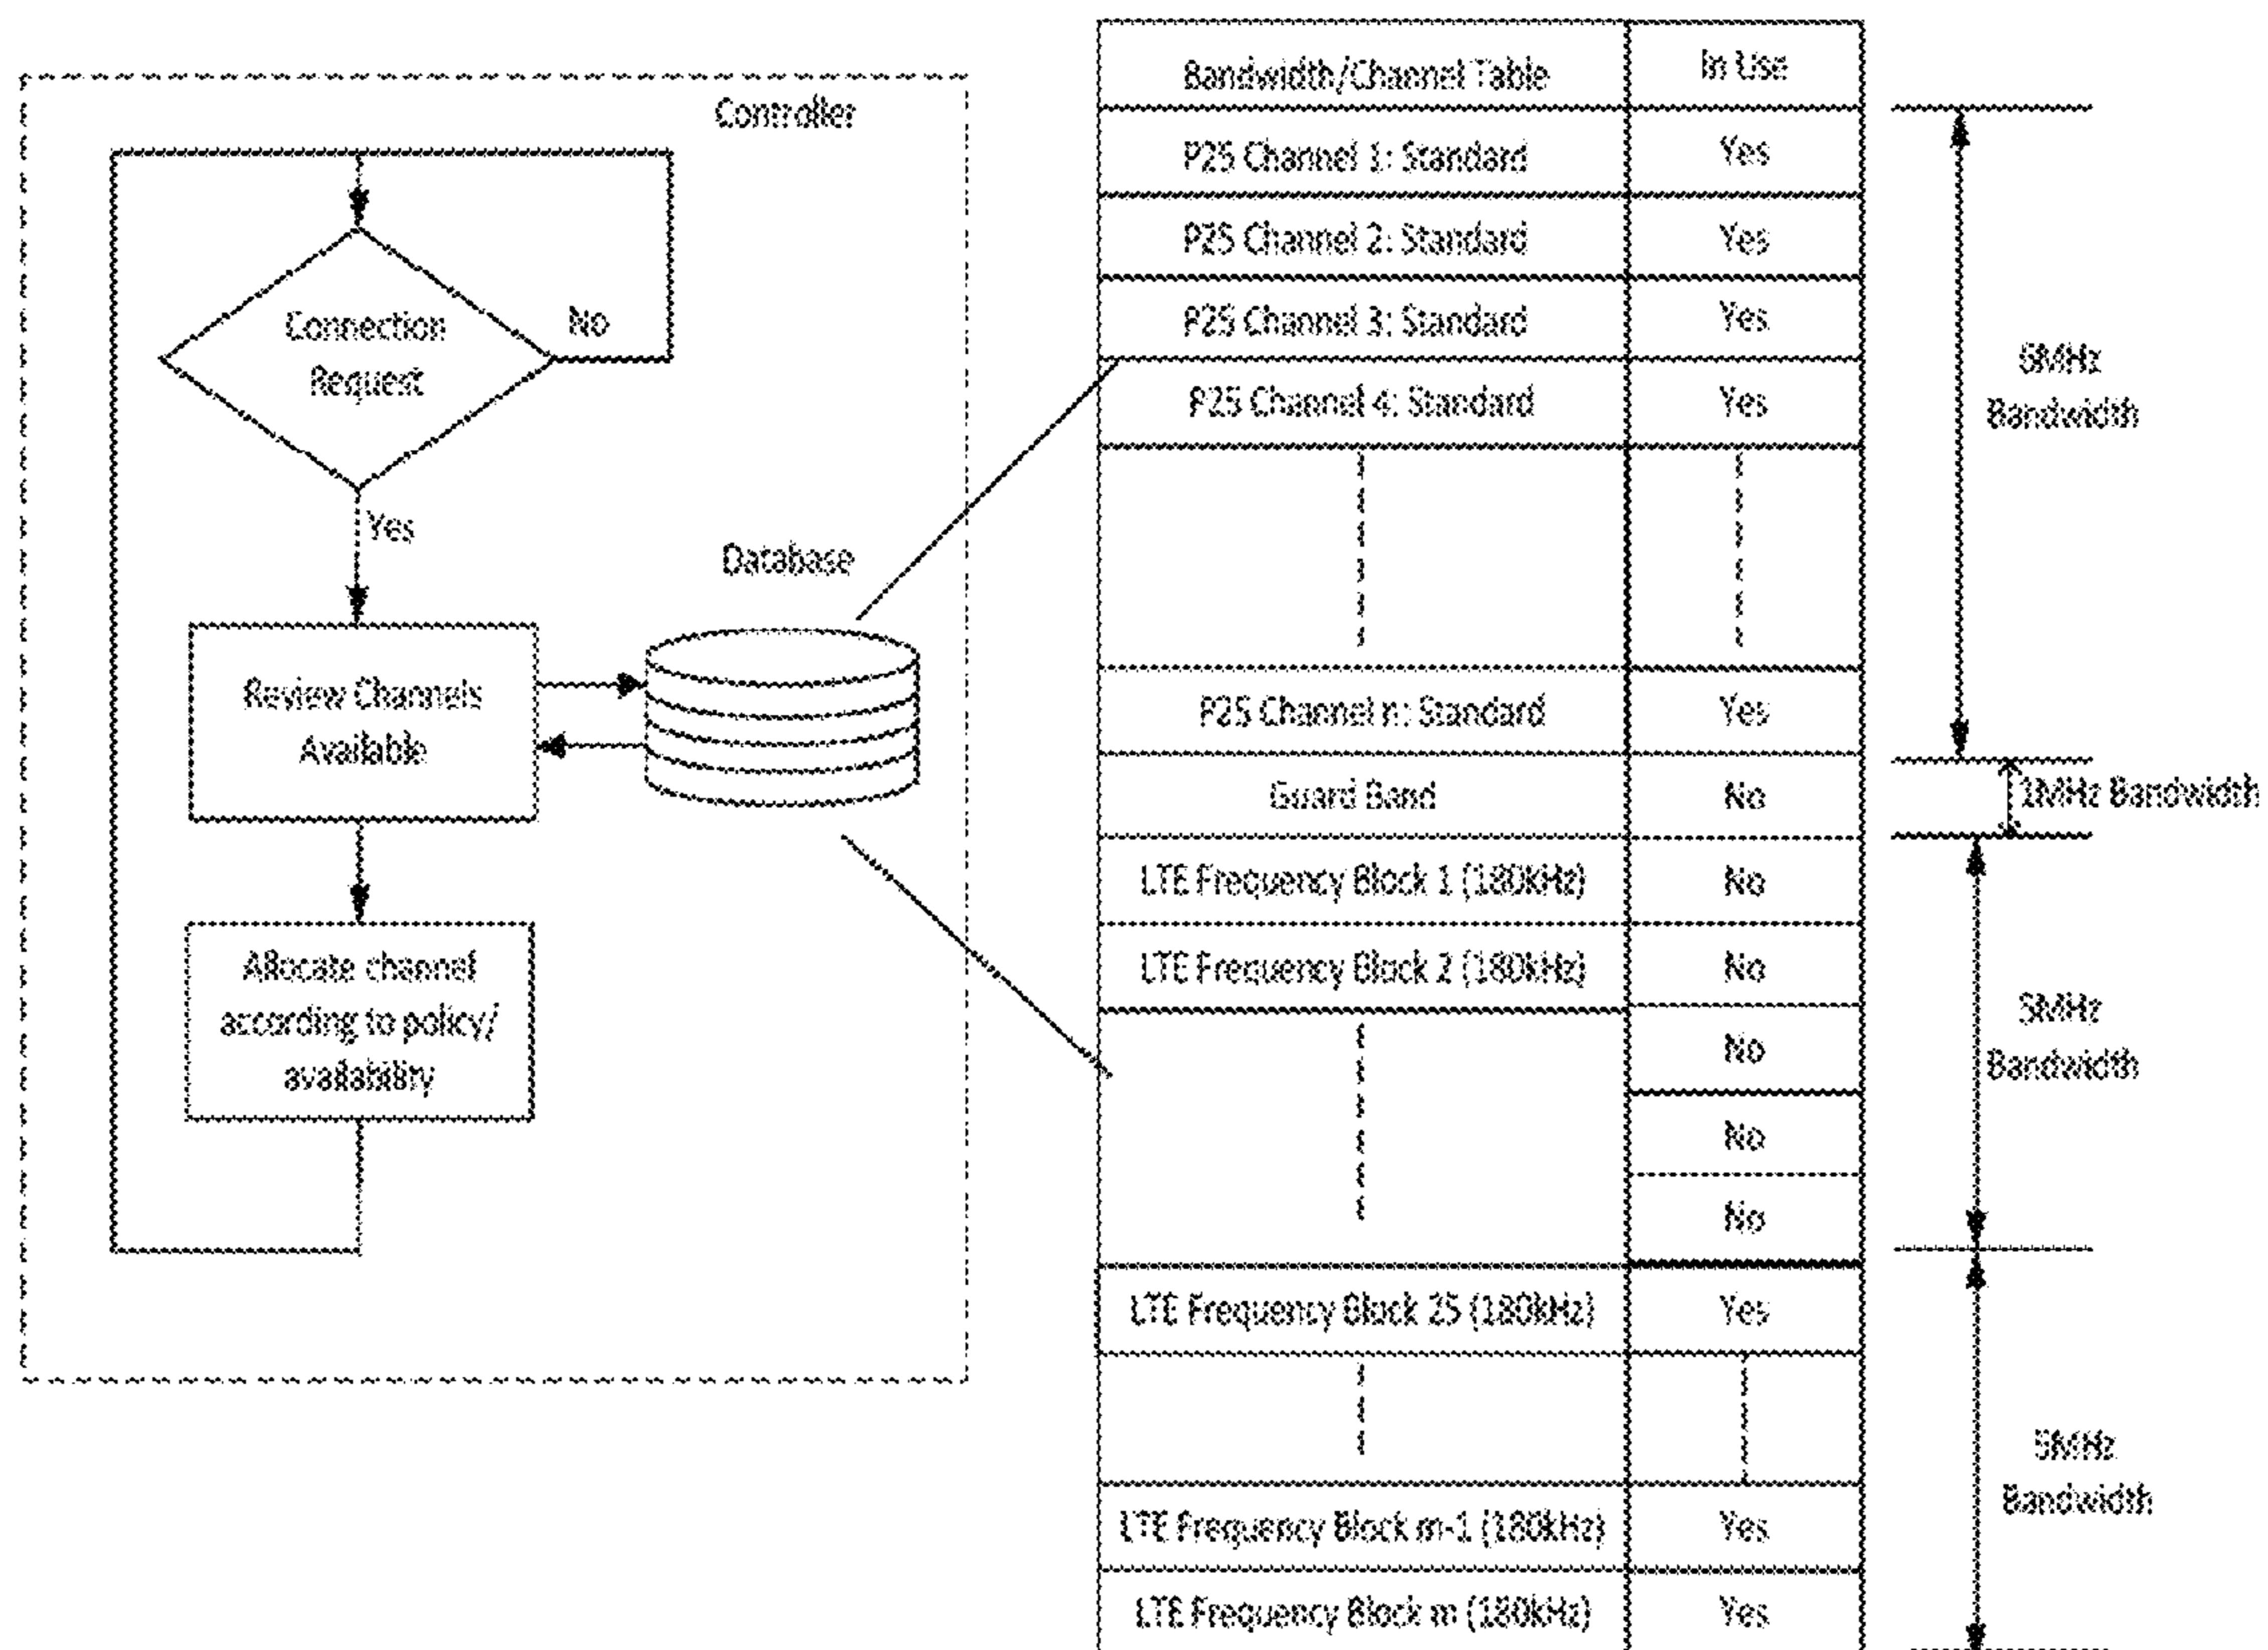 Controller
Connection
Request
No
Yes
Review Channels
Available
Database
Allocate channel
according to policy/
availability
Bandwidth/Channel Table
In Use
P25 Channel 1: Standard
Yes
P25 Channel 2: Standard
Yes
P25 Channel 3: Standard
Yes
P25 Channel 4: Standard
Yes
P25 Channel n: Standard
Yes
Guard Band
No
LTE Frequency Block 1 (180kHz)
No
LTE Frequency Block 2 (180kHz)
No
No
No
No
LTE Frequency Block 25 (180kHz)
Yes
LTE Frequency Block m-1 (180kHz)
Yes
LTE Frequency Block m (180kHz)
Yes
6MHz
Bandwidth
1MHz Bandwidth
5MHz
Bandwidth
5MHz
Bandwidth